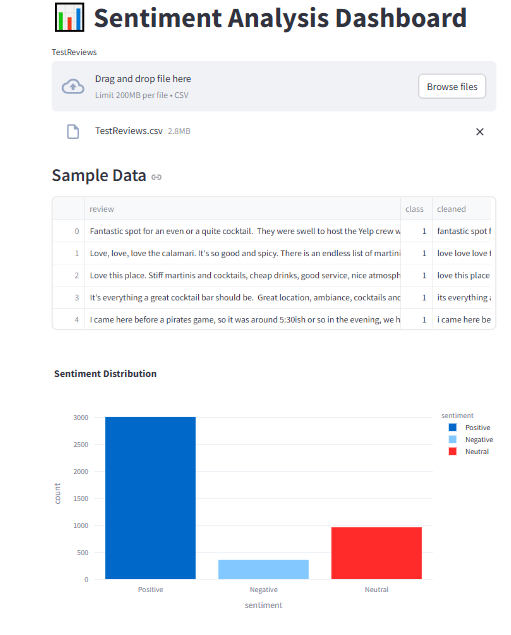 Sentiment Analysis Dashboard
TestReviews
Drag and drop file here
Limit 200MB per file • CSV
Browse files
TestReviews.csv 2.8MB
Sample Data
review class cleaned
0 Fantastic spot for an even or a quite cocktail. They were swell to host the Yelp crew w 1 fantastic spot f
1 Love, love, love the calamari. It's so good and spicy. There is an endless list of martini 1 love love love t
2 Love this place. Stiff martinis and cocktails, cheap drinks, good service, nice atmosph 1 love this place
3 It's everything a great cocktail bar should be. Great location, ambiance, cocktails and 1 its everything a
4 I came here before a pirates game, so it was around 5:30ish or so in the evening, we h 1 i came here be
Sentiment Distribution
sentiment
Positive
Negative
Neutral
3000
2500
2000
1500
1000
500
0
count
Positive Negative Neutral
sentiment